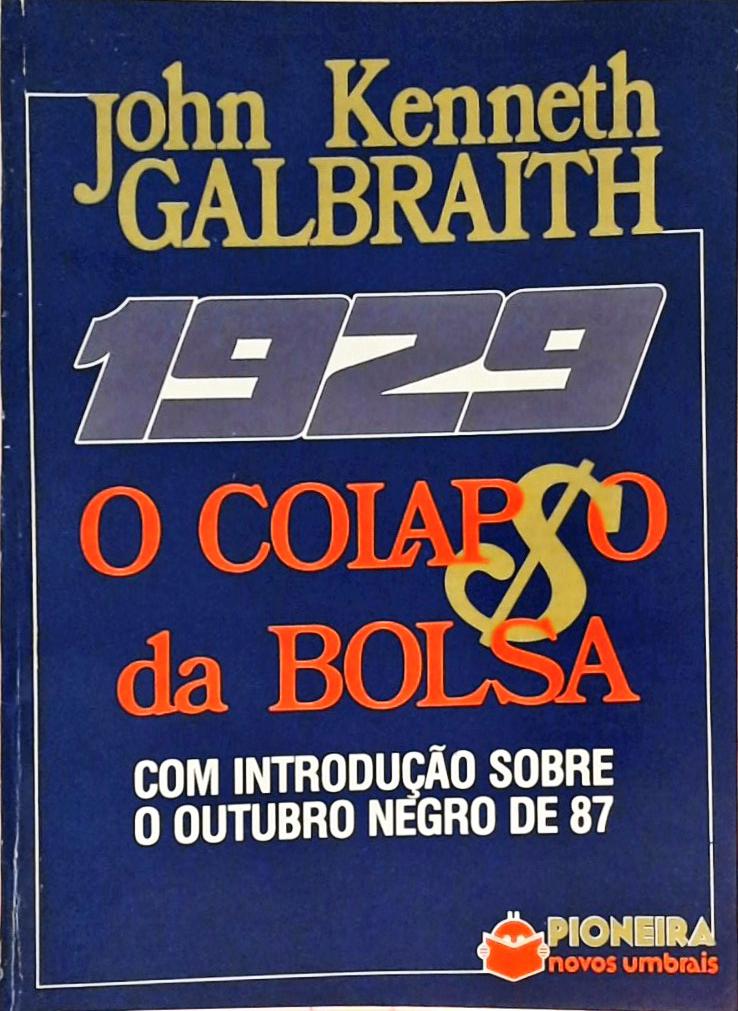 John Kenneth
GALBRAITH
1929
O COLAP$O
da BOLSA
COM INTRODUÇÃO SOBRE
O OUTUBRO NEGRO DE 87
PIONEIRA
novos umbrais